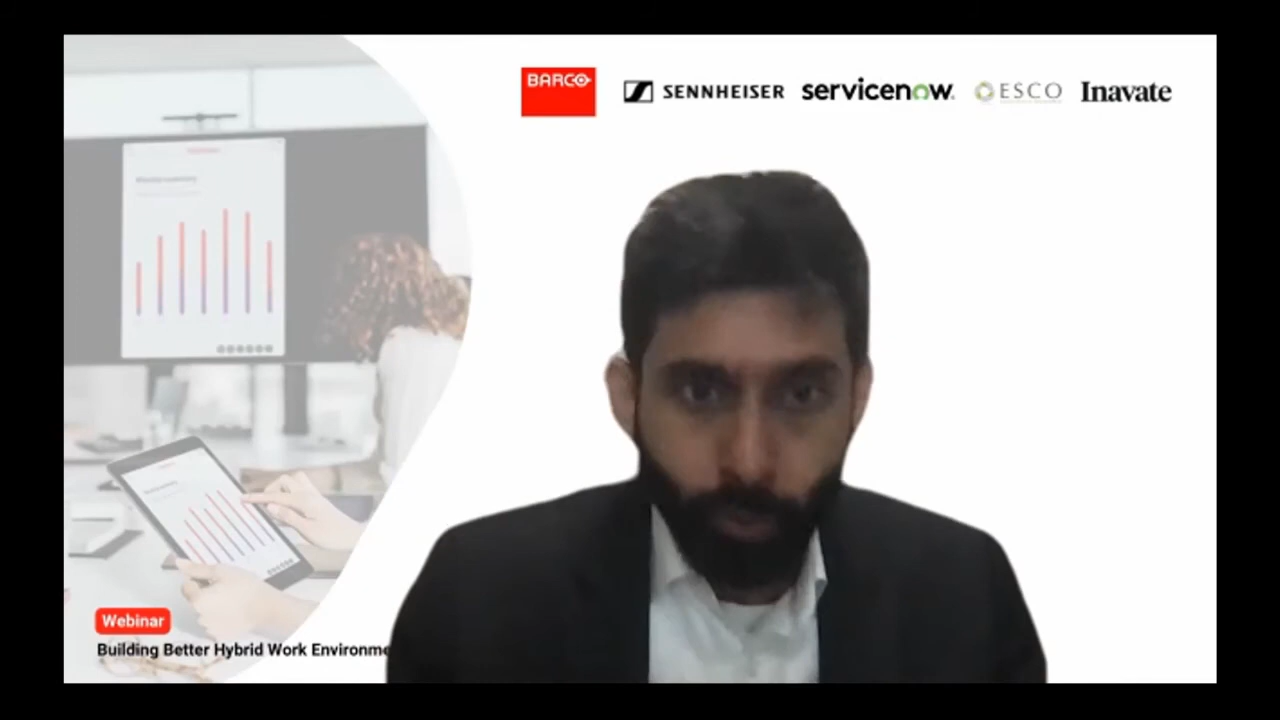 BARCO
SENNHEISER
servicenow
ESCO
Inavate
Webinar
Building Better Hybrid Work Environme